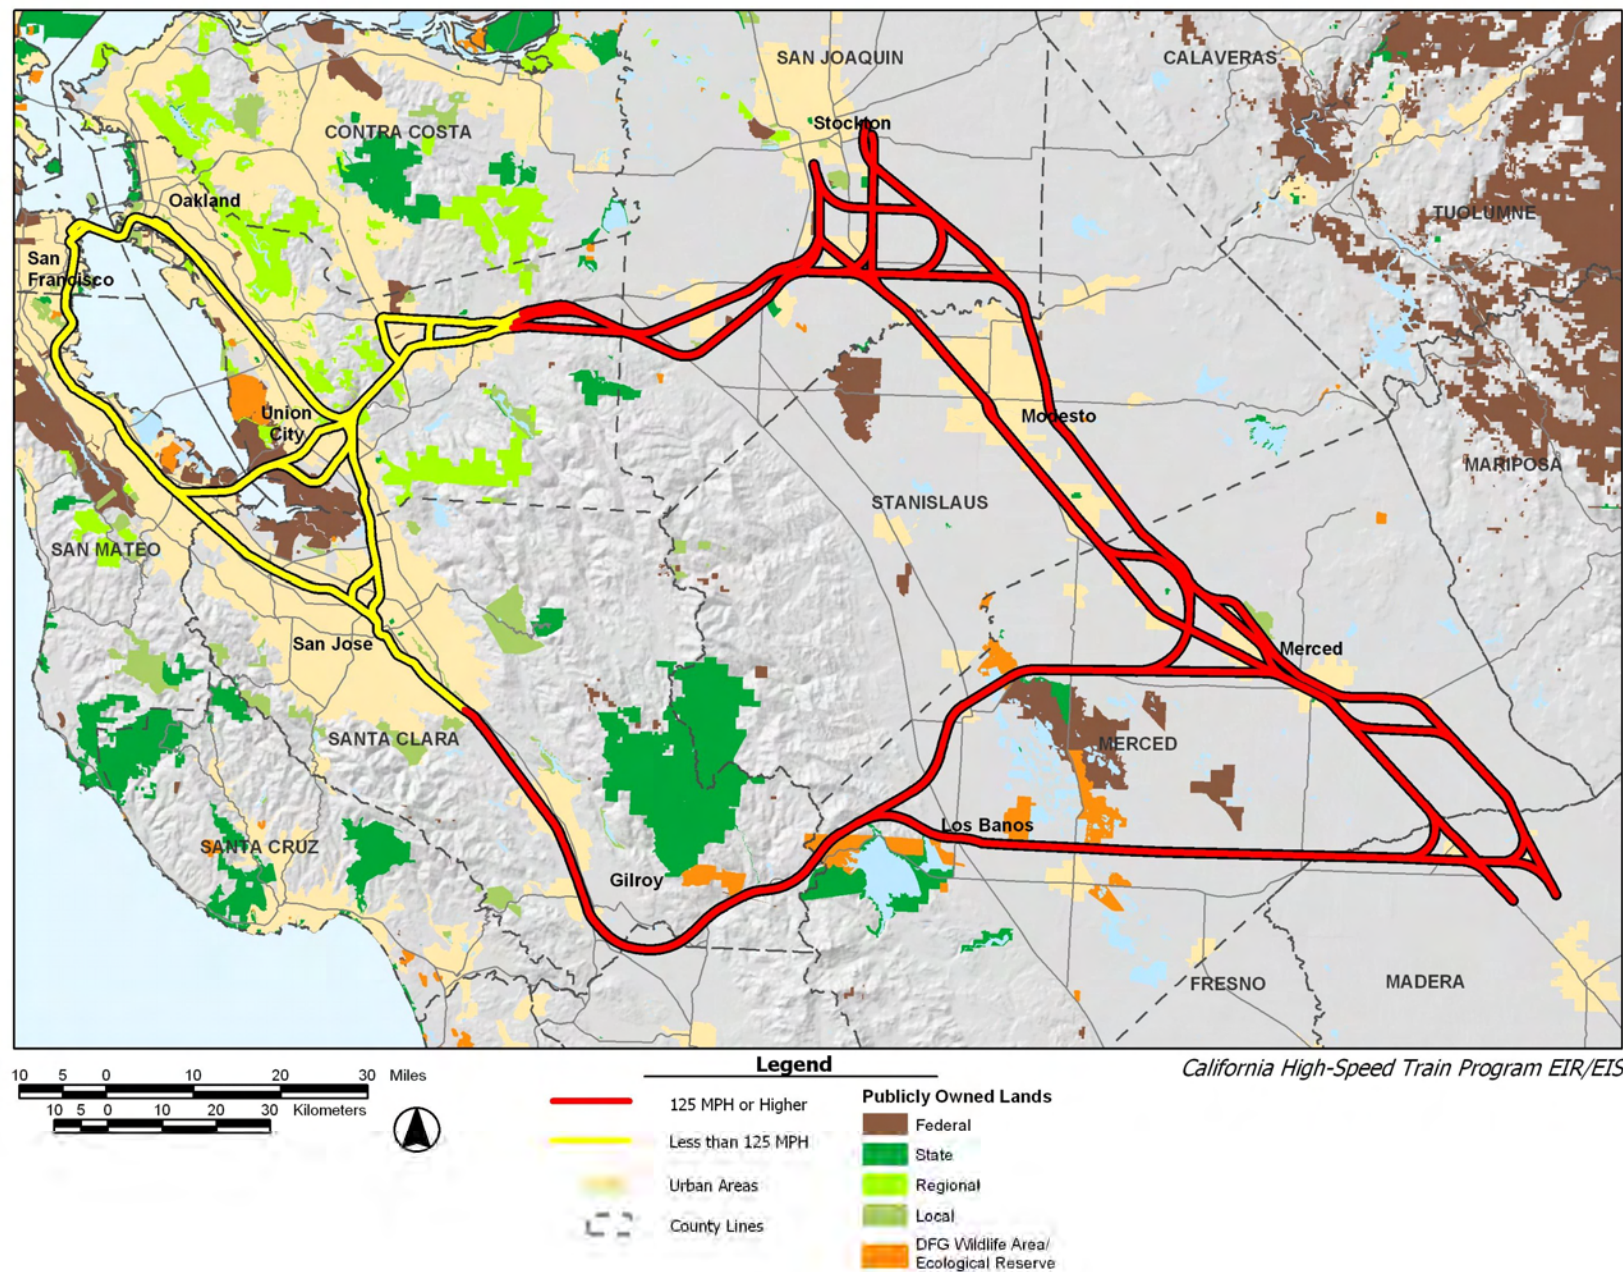 SAN JOAQUIN
CALAVERAS
CONTRA COSTA
Stockton
Oakland
TUOLUMNE
San
Francisco
Union
City
Modesto
MARIPOSA
STANISLAUS
SAN MATEO
San Jose
Merced
SANTA CLARA
MERCED
Los Banos
SANTA CRUZ
Gilroy
FRESNO
MADERA
Legend
California High-Speed Train Program EIR/EIS
10 5 0 10 20 30 Miles
10 5 0 10 20 30 Kilometers
125 MPH or Higher
Less than 125 MPH
Urban Areas
County Lines
Publicly Owned Lands
Federal
State
Regional
Local
DFG Wildlife Area/
Ecological Reserve